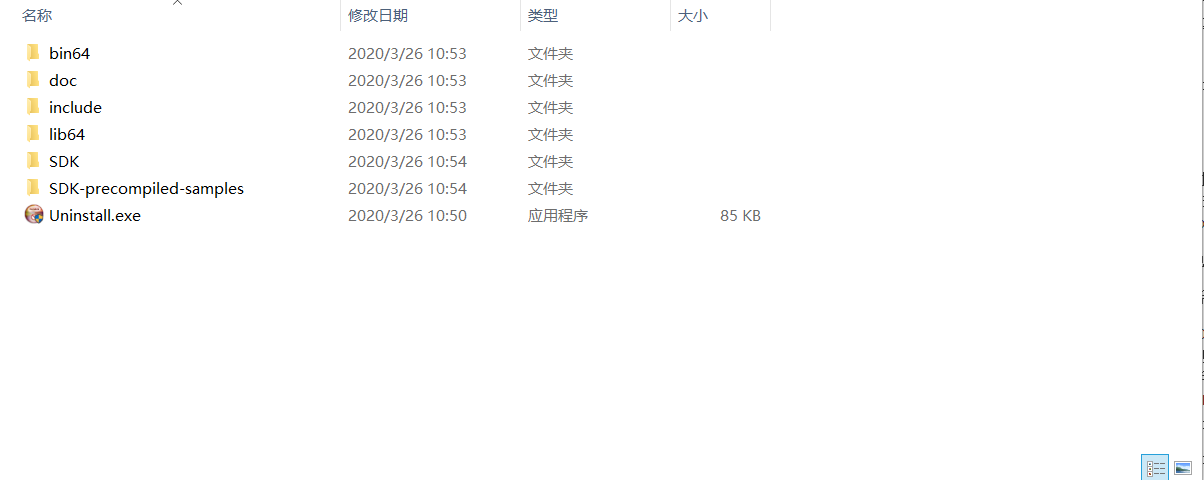 名称 修改日期 类型 大小
bin64 2020/3/26 10:53 文件夹
doc 2020/3/26 10:53 文件夹
include 2020/3/26 10:53 文件夹
lib64 2020/3/26 10:53 文件夹
SDK 2020/3/26 10:54 文件夹
SDK-precompiled-samples 2020/3/26 10:54 文件夹
Uninstall.exe 2020/3/26 10:50 应用程序 85 KB